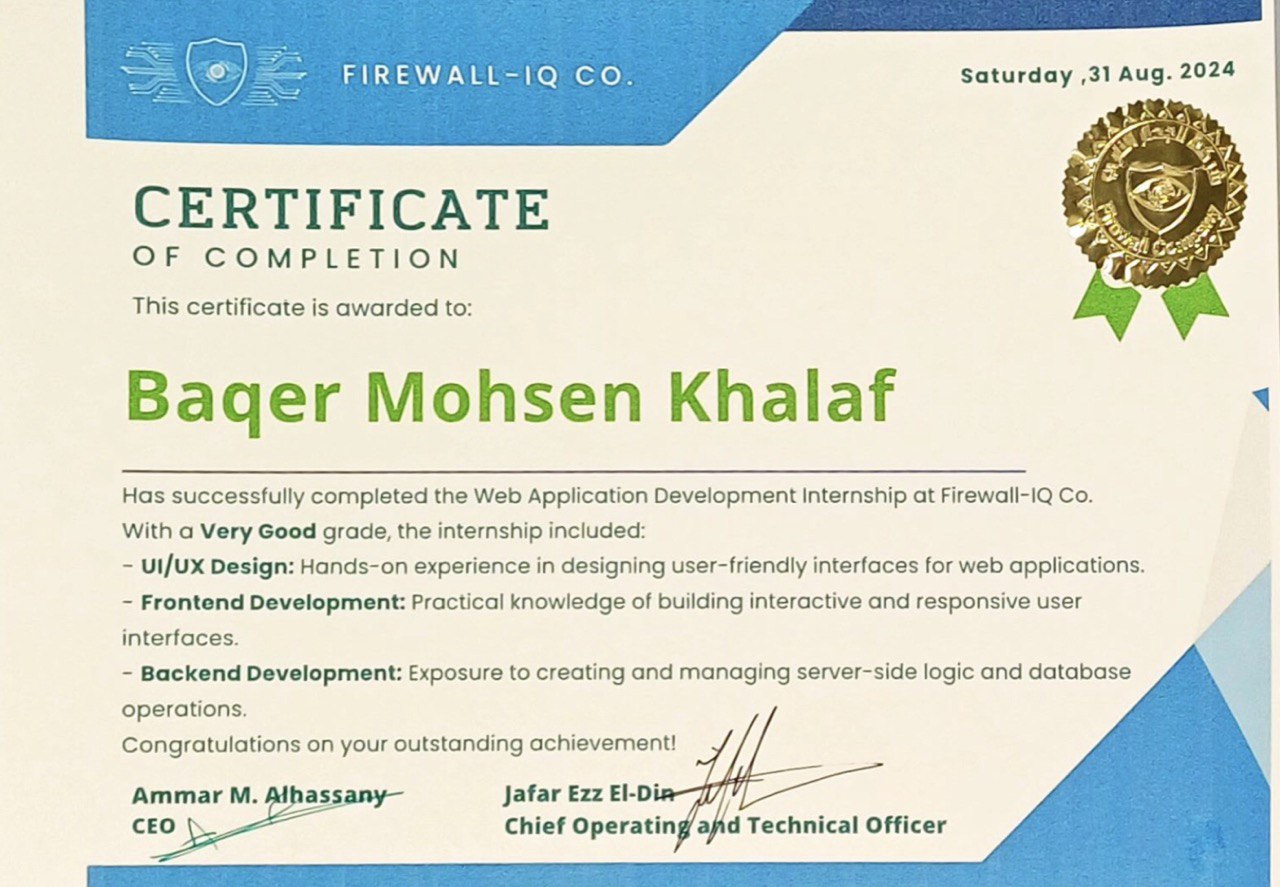 FIREWALL-IQ CO.
Saturday ,31 Aug. 2024
Firewall Company
CERTIFICATE
OF COMPLETION
This certificate is awarded to:
Baqer Mohsen Khalaf
Has successfully completed the Web Application Development Internship at Firewall-IQ Co.
With a Very Good grade, the internship included:
- UI/UX Design: Hands-on experience in designing user-friendly interfaces for web applications.
- Frontend Development: Practical knowledge of building interactive and responsive user
interfaces.
- Backend Development: Exposure to creating and managing server-side logic and database
operations.
Congratulations on your outstanding achievement!
Ammar M. Alhassany
CEO
Jafar Ezz El-Din
Chief Operating and Technical Officer